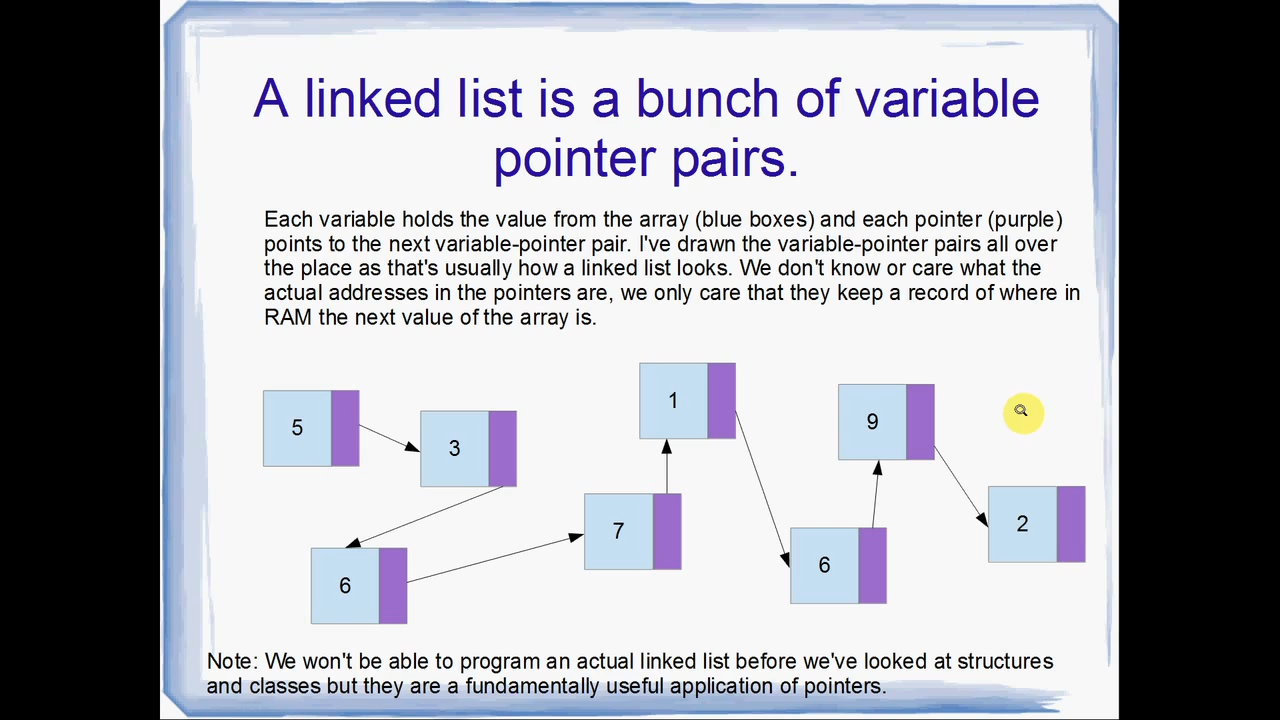 A linked list is a bunch of variable
pointer pairs.
Each variable holds the value from the array (blue boxes) and each pointer (purple)
points to the next variable-pointer pair. I've drawn the variable-pointer pairs all over
the place as that's usually how a linked list looks. We don't know or care what the
actual addresses in the pointers are, we only care that they keep a record of where in
RAM the next value of the array is.
5
3
6
7
1
6
9
2
Note: We won't be able to program an actual linked list before we've looked at structures
and classes but they are a fundamentally useful application of pointers.